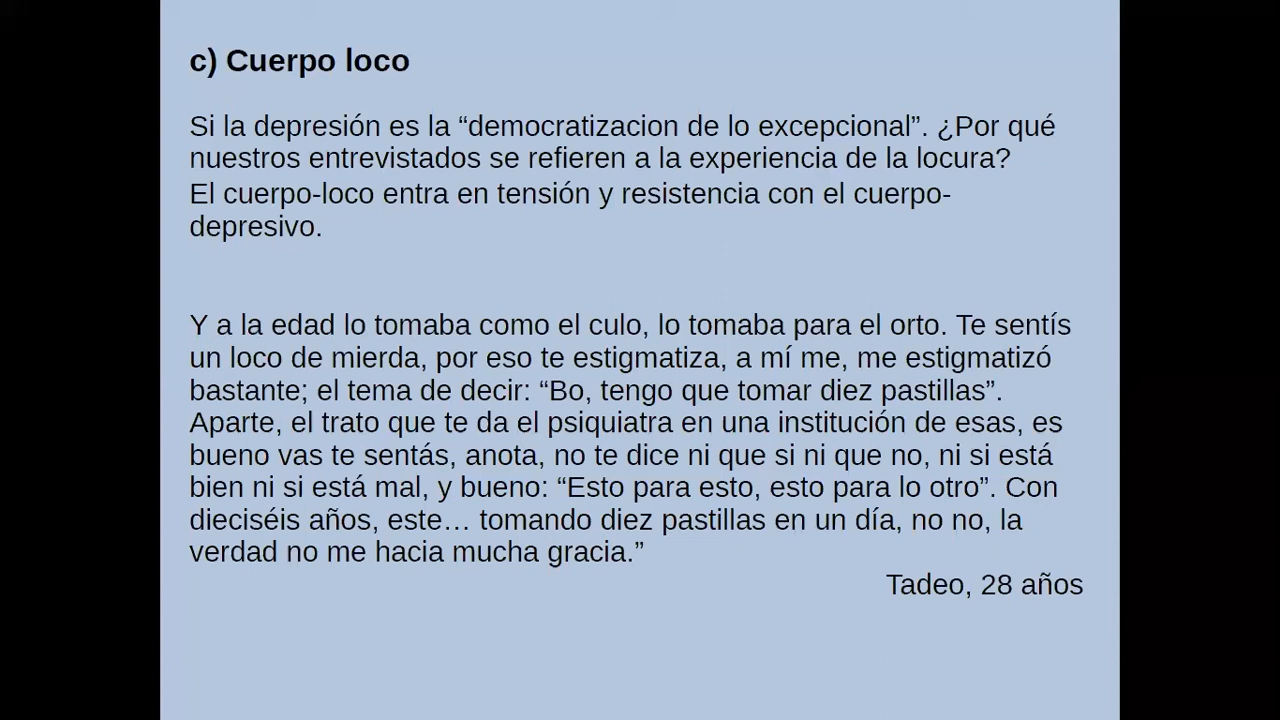 c) Cuerpo loco
Si la depresión es la “democratizacion de lo excepcional”. ¿Por qué
nuestros entrevistados se refieren a la experiencia de la locura?
El cuerpo-loco entra en tensión y resistencia con el cuerpo-
depresivo.
Y a la edad lo tomaba como el culo, lo tomaba para el orto. Te sentís
un loco de mierda, por eso te estigmatiza, a mí me, me estigmatizó
bastante; el tema de decir: “Bo, tengo que tomar diez pastillas”.
Aparte, el trato que te da el psiquiatra en una institución de esas, es
bueno vas te sentás, anota, no te dice ni que si ni que no, ni si está
bien ni si está mal, y bueno: “Esto para esto, esto para lo otro”. Con
dieciséis años, este… tomando diez pastillas en un día, no no, la
verdad no me hacia mucha gracia.”
Tadeo, 28 años